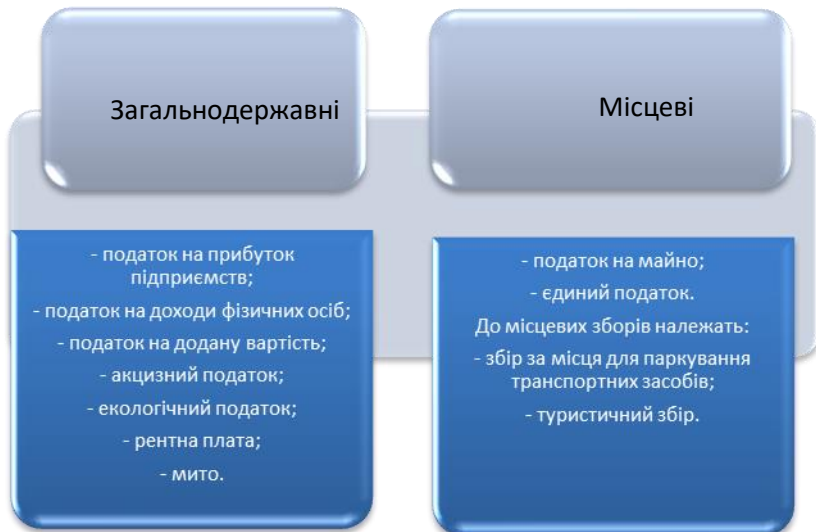 Загальнодержавні
- податок на прибуток
підприємств;
- податок на доходи фізичних осіб;
- податок на додану вартість;
- акцизний податок;
- екологічний податок;
- рентна плата;
- мито.
Місцеві
- податок на майно;
- єдиний податок.
До місцевих зборів належать:
- збір за місця для паркування
транспортних засобів;
- туристичний збір.